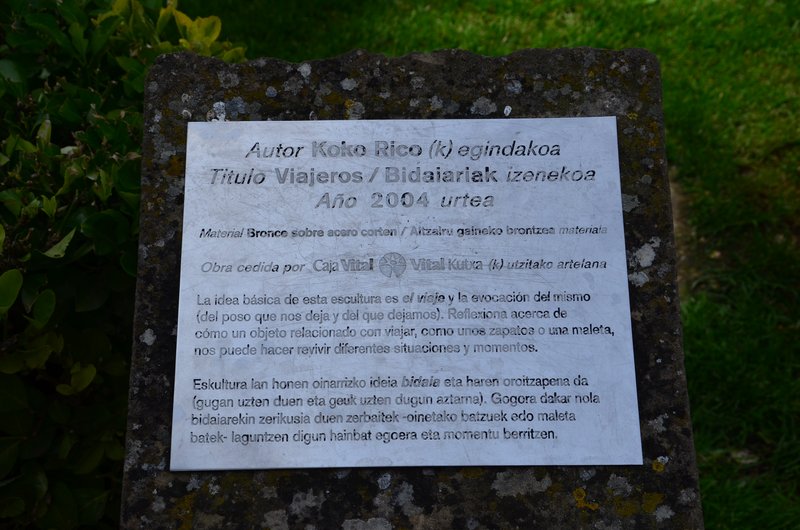 Autor Koko Rico (k) egindakoa
Titulo Viajeros / Bidaiariak izenekoa
Año 2004 urtea
Material Bronce sobre acero corten / Altzairu gaineko brontzea materiala
Obra cedida por Caja Vital Vital Kutxa (k) utzitako artelana
La idea básica de esta escultura es el viaje y la evocación del mismo
(del poso que nos deja y del que dejamos). Reflexiona acerca de
cómo un objeto relacionado con viajar, como unos zapatos o una maleta,
nos puede hacer revivir diferentes situaciones y momentos.
Eskultura lan honen oinarrizko ideia bidaia eta haren oroitzapena da
(gugan uzten duen eta geuk uzten dugun aztarna). Gogora dakar nola
bidaiarekin zerikusia duen zerbaitek -oinetako batzuek edo maleta
batek- laguntzen digun hainbat egoera eta momentu berritzen.